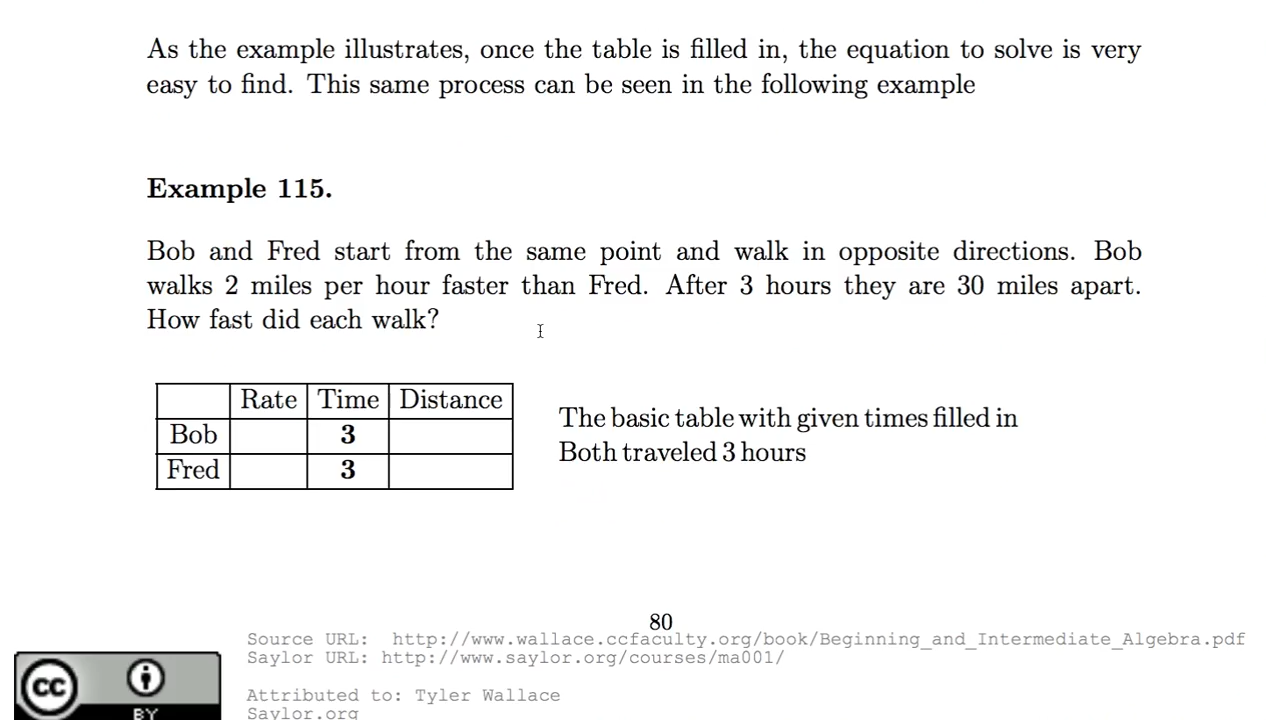 As the example illustrates, once the table is filled in, the equation to solve is very
easy to find. This same process can be seen in the following example
Example 115.
Bob and Fred start from the same point and walk in opposite directions. Bob
walks 2 miles per hour faster than Fred. After 3 hours they are 30 miles apart.
How fast did each walk?
Rate Time Distance
Bob 3
Fred 3
The basic table with given times filled in
Both traveled 3 hours
80
Source URL: http://www.wallace.ccfaculty.org/book/Beginning_and_Intermediate_Algebra.pdf
Saylor URL: http://www.saylor.org/courses/ma001/
Attributed to: Tyler Wallace
Saylor.org
cc
BY